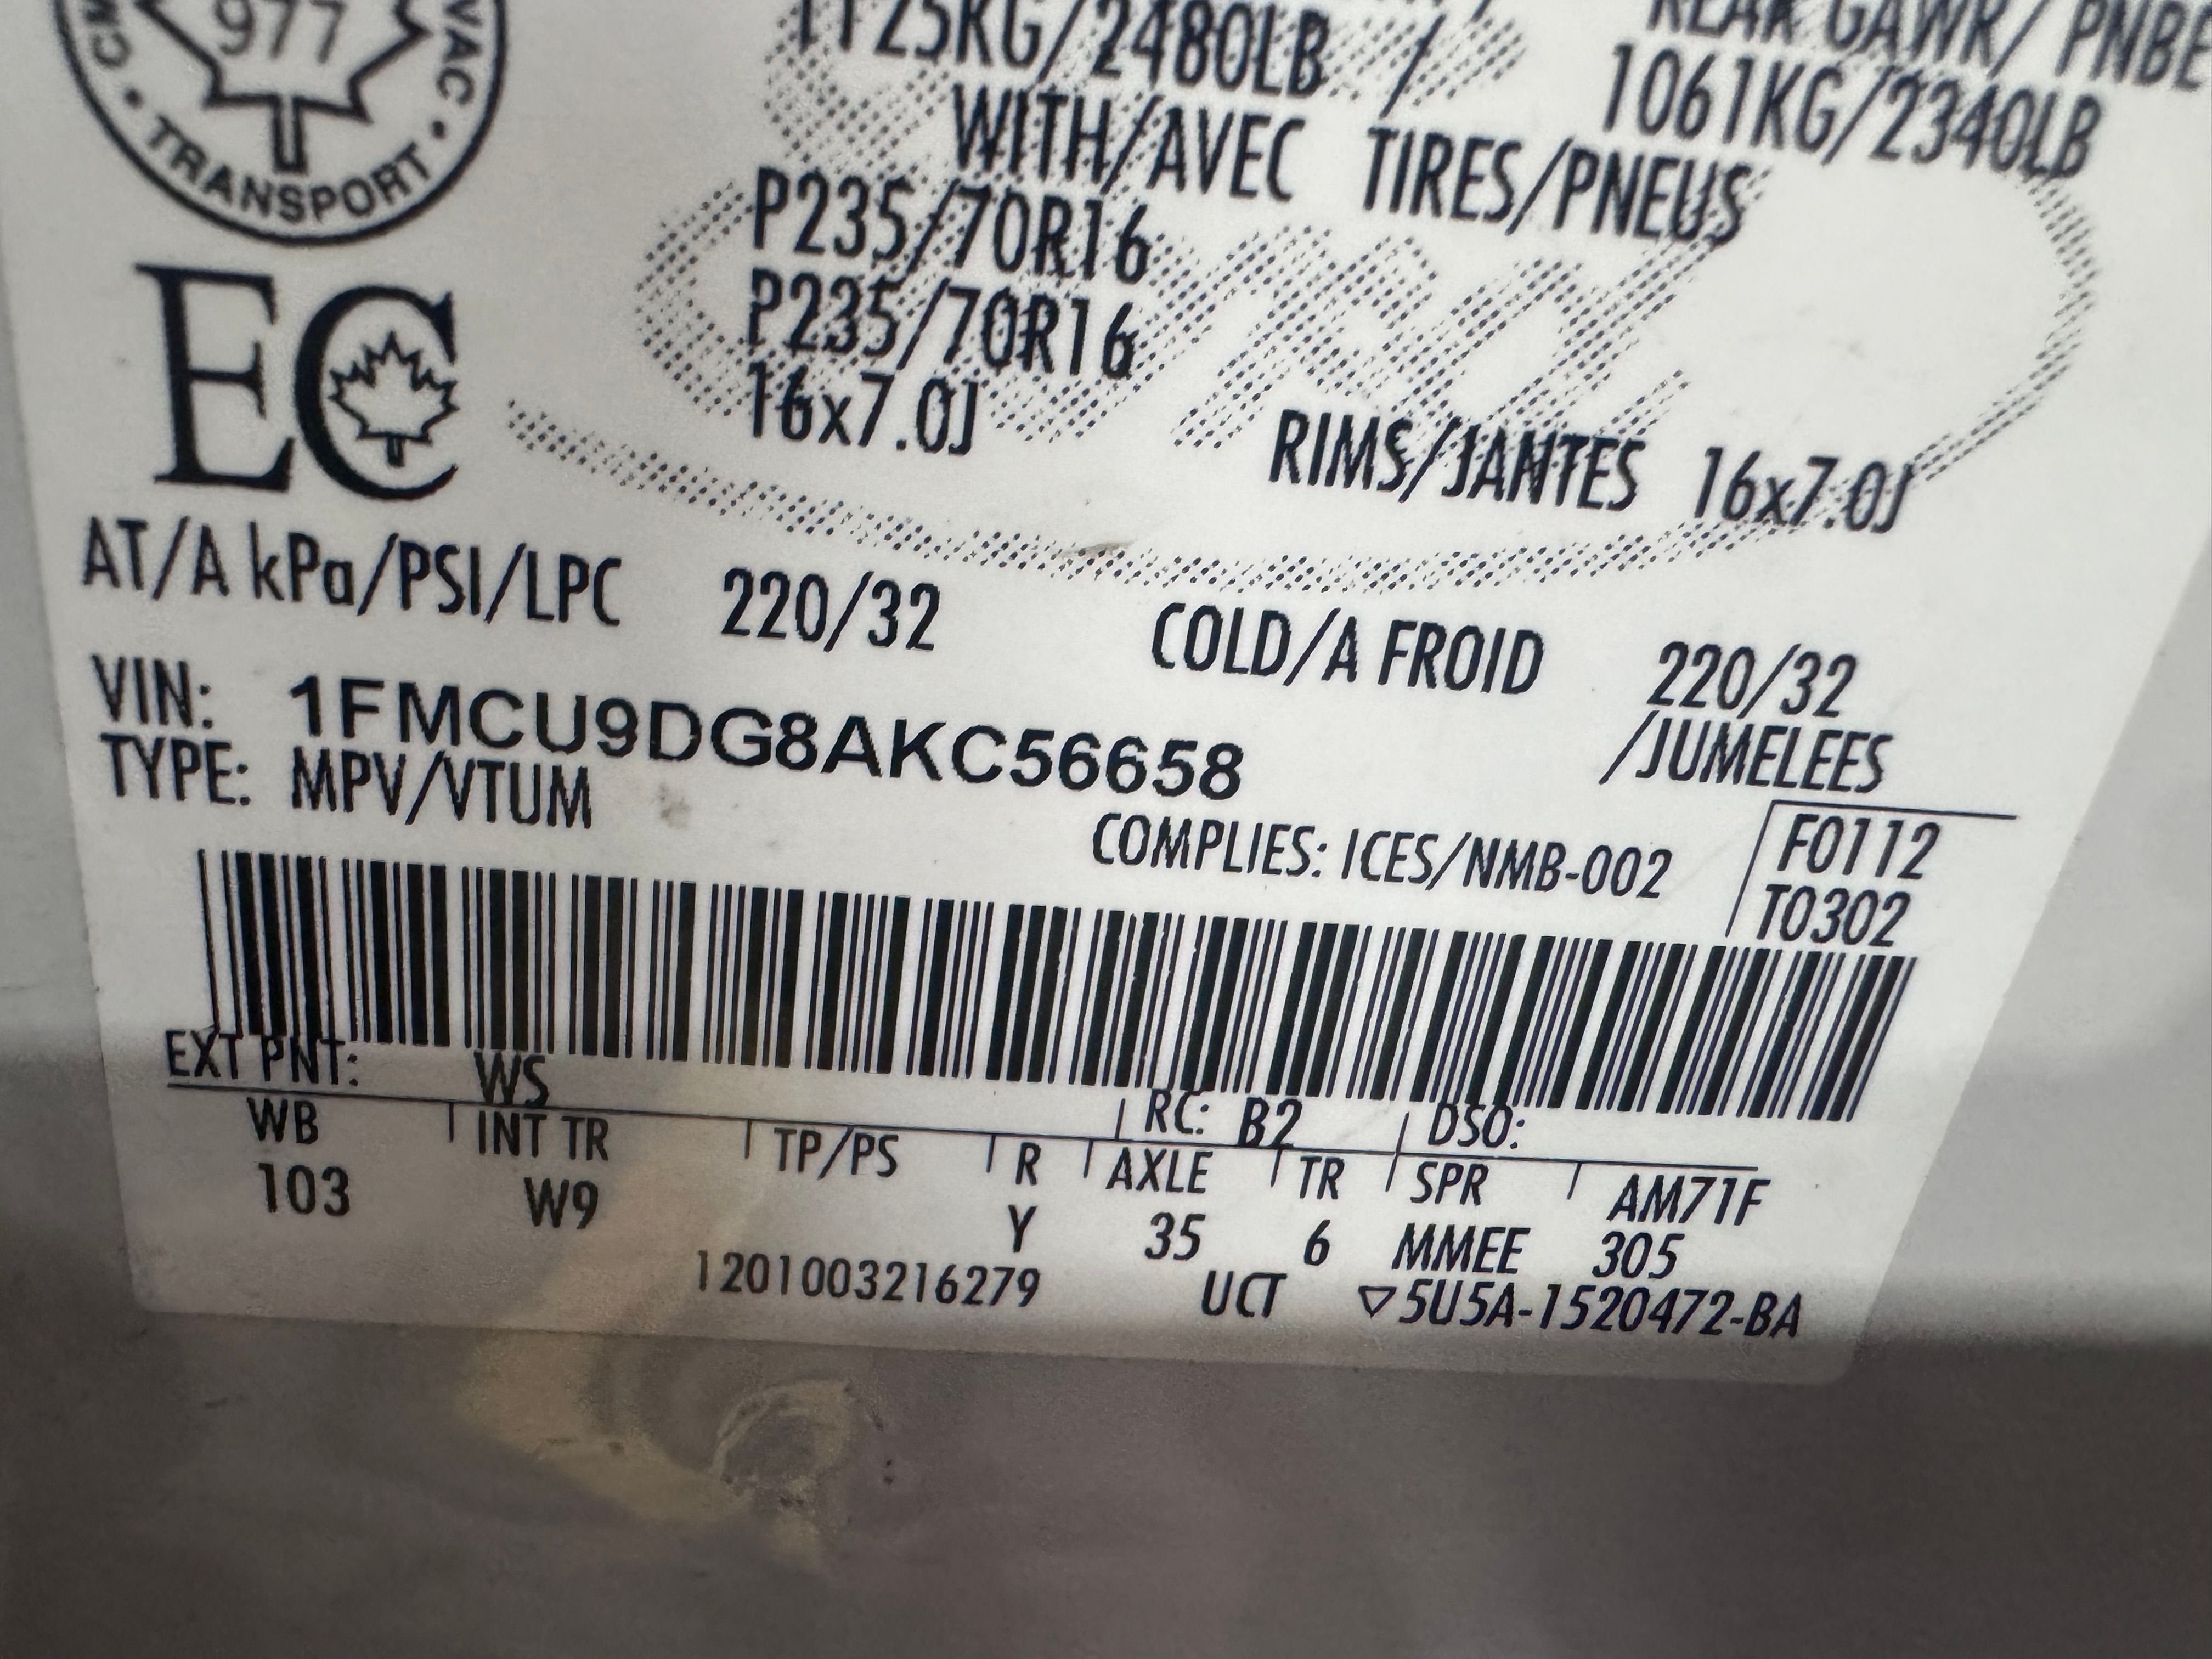 977
TRANSPORT
1125KG/2480LB /
REAR GAWR/ PNBE
1061KG/2340LB
WITH/AVEC TIRES/PNEUS
P235/70R16
P235/70R16
16x7.0J
RIMS/JANTES 16x7.0J
EC
AT/A kPa/PSI/LPC 220/32 COLD/A FROID 220/32
/JUMELEES
VIN: 1FMCU9DG8AKC56658
TYPE: MPV/VTUM
COMPLIES: ICES/NMB-002
F0112
T0302
EXT PNT: WS RC: B2 DSO:
WB INT TR TP/PS R AXLE TR SPR AM71F
103 W9 Y 35 6 MMEE 305
1201003216279 UCT ▽5U5A-1520472-BA